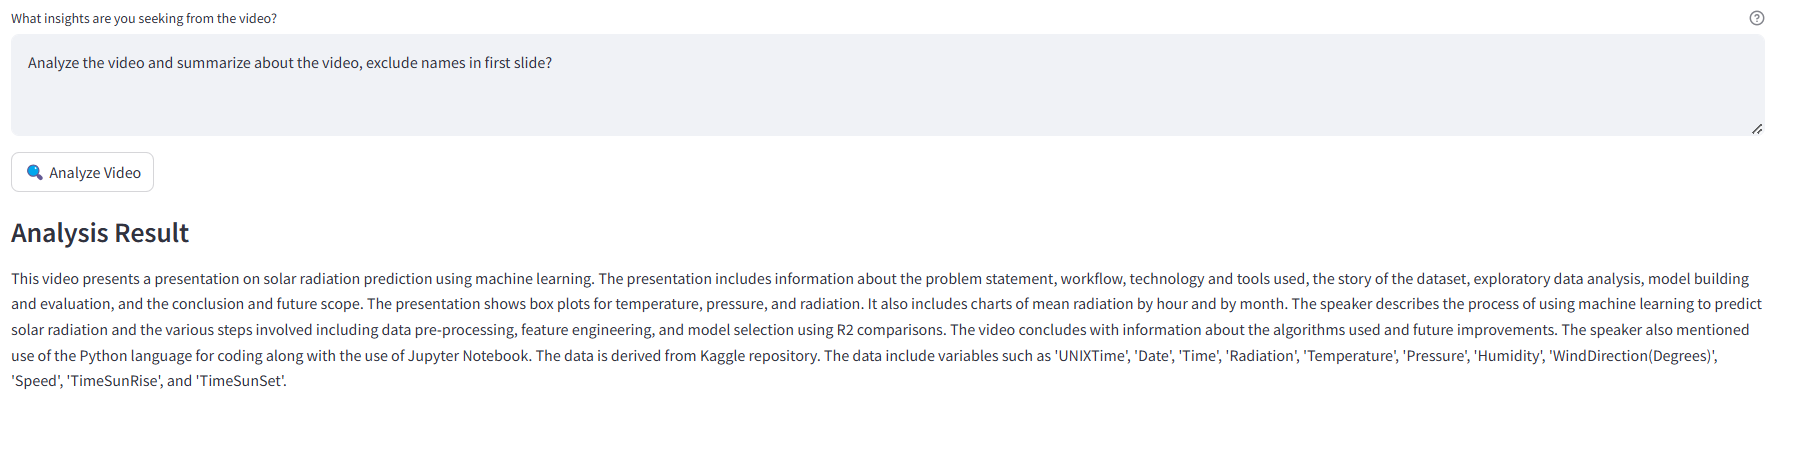 What insights are you seeking from the video?
Analyze the video and summarize about the video, exclude names in first slide?
Analyze Video
Analysis Result
This video presents a presentation on solar radiation prediction using machine learning. The presentation includes information about the problem statement, workflow, technology and tools used, the story of the dataset, exploratory data analysis, model building
and evaluation, and the conclusion and future scope. The presentation shows box plots for temperature, pressure, and radiation. It also includes charts of mean radiation by hour and by month. The speaker describes the process of using machine learning to predict
solar radiation and the various steps involved including data pre-processing, feature engineering, and model selection using R2 comparisons. The video concludes with information about the algorithms used and future improvements. The speaker also mentioned
use of the Python language for coding along with the use of Jupyter Notebook. The data is derived from Kaggle repository. The data include variables such as 'UNIXTime', 'Date', 'Time', 'Radiation', 'Temperature', 'Pressure', 'Humidity', 'WindDirection(Degrees)',
'Speed', 'TimeSunRise', and 'TimeSunSet'.